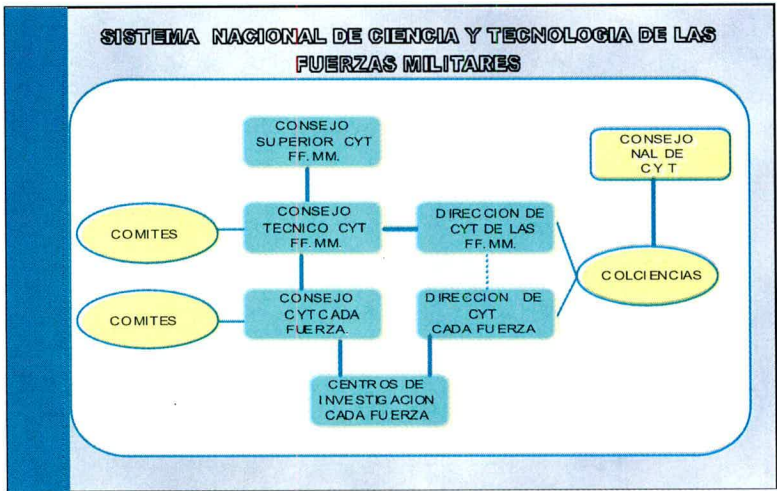 SISTEMA NACIONAL DE CIENCIA Y TECNOLOGIA DE LAS
FUERZAS MILITARES
CONSEJO
SUPERIOR CYT
FF. MM.
CONSEJO
NAL DE
C Y T
COMITES
CONSEJO
TECNICO CYT
FF. MM.
DIRECCION DE
CYT DE LAS
FF. MM.
COLCIENCIAS
COMITES
CONSEJO
CYT CADA
FUERZA.
DIRECCION DE
CYT
CADA FUERZA
CENTROS DE
INVESTIGACION
CADA FUERZA